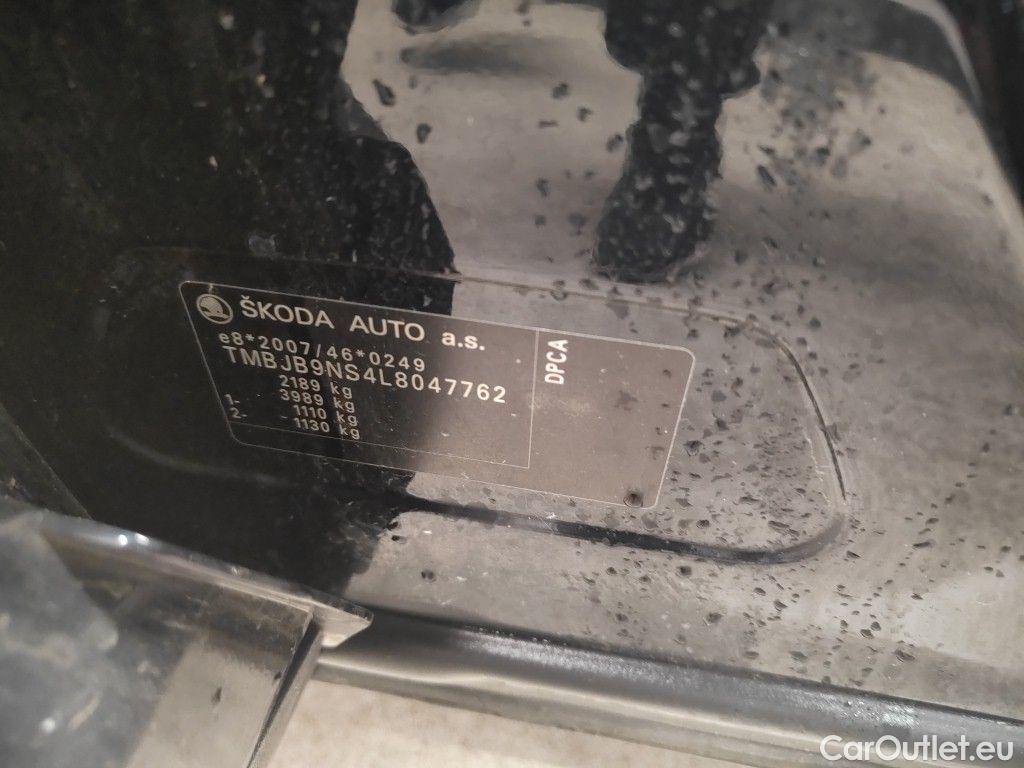 ŠKODA AUTO a.s.
e8*2007/46*0249
TMBJB9NS4L8047762
2189 kg
3989 kg
1- 1110 kg
2- 1130 kg
DPCA
CarOutlet.eu